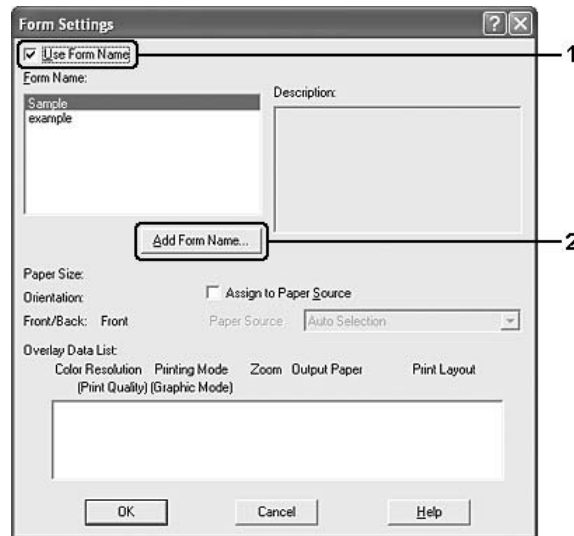 Form Settings
Use Form Name
1
Form Name:
Description:
Sample
example
Add Form Name...
2
Paper Size:
Orientation:
Assign to Paper Source
Front/Back: Front
Paper Source
Auto Selection
Overlay Data List:
Color Resolution Printing Mode Zoom Output Paper Print Layout
(Print Quality) (Graphic Mode)
OK Cancel Help